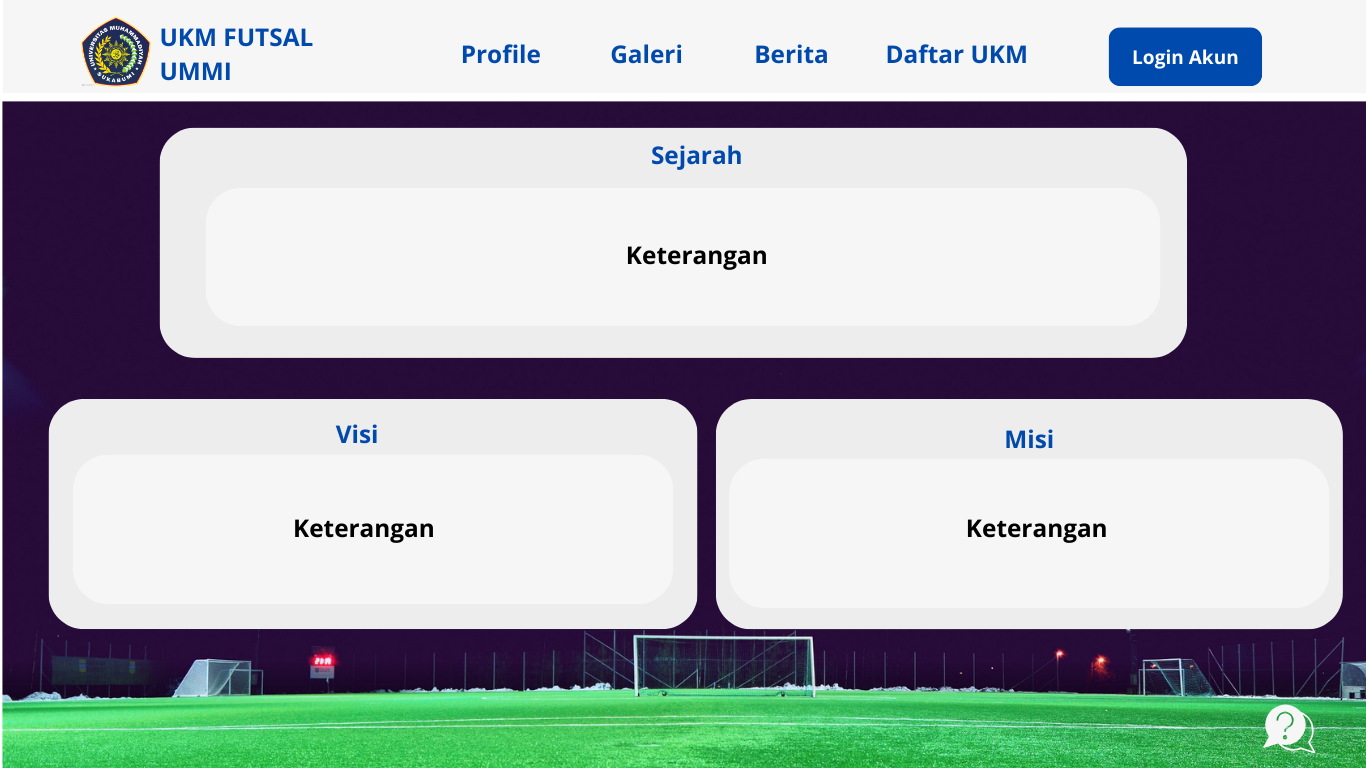 UNIVERSITAS MUHAMMADIYAH
SUKABUMI
UKM FUTSAL
UMMI
Profile
Galeri
Berita
Daftar UKM
Login Akun
Sejarah
Keterangan
Visi
Keterangan
Misi
Keterangan
?